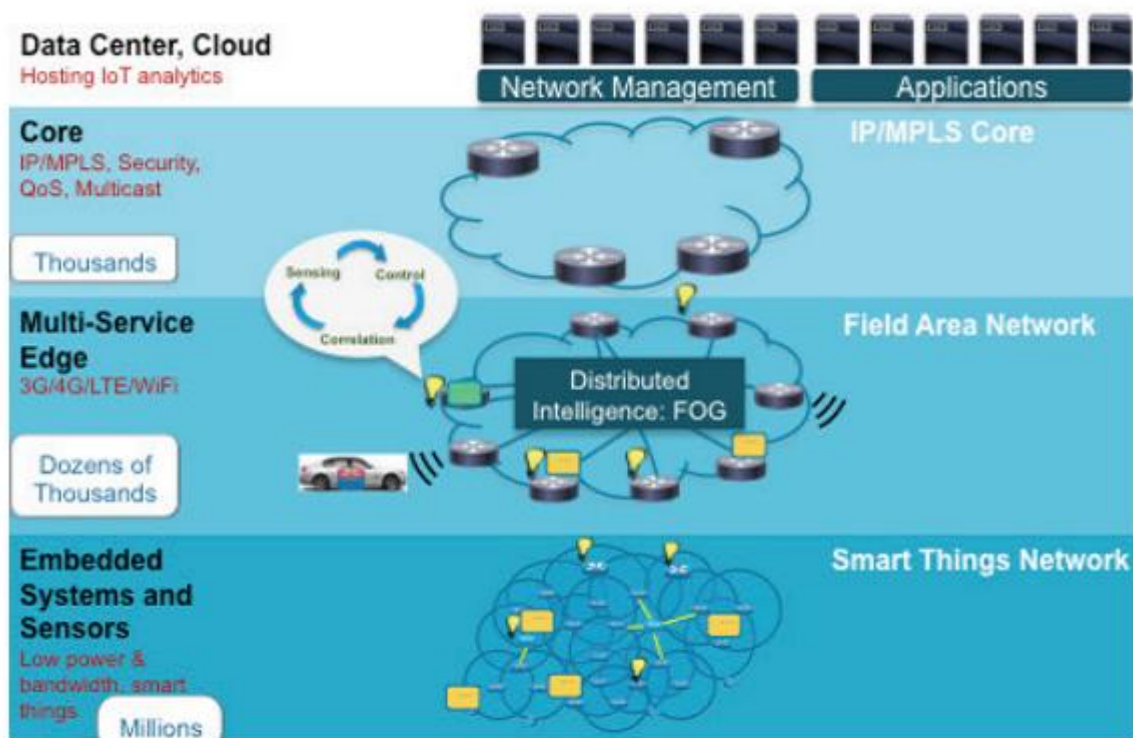 Data Center, Cloud
Hosting IoT analytics
Network Management
Applications
Core
IP/MPLS, Security,
QoS, Multicast
IP/MPLS Core
Thousands
Sensing
Control
Correlation
Multi-Service
Edge
3G/4G/LTE/WiFi
Field Area Network
Distributed
Intelligence: FOG
Dozens of
Thousands
Embedded
Systems and
Sensors
Low power &
bandwidth, smart
things
Smart Things Network
Millions